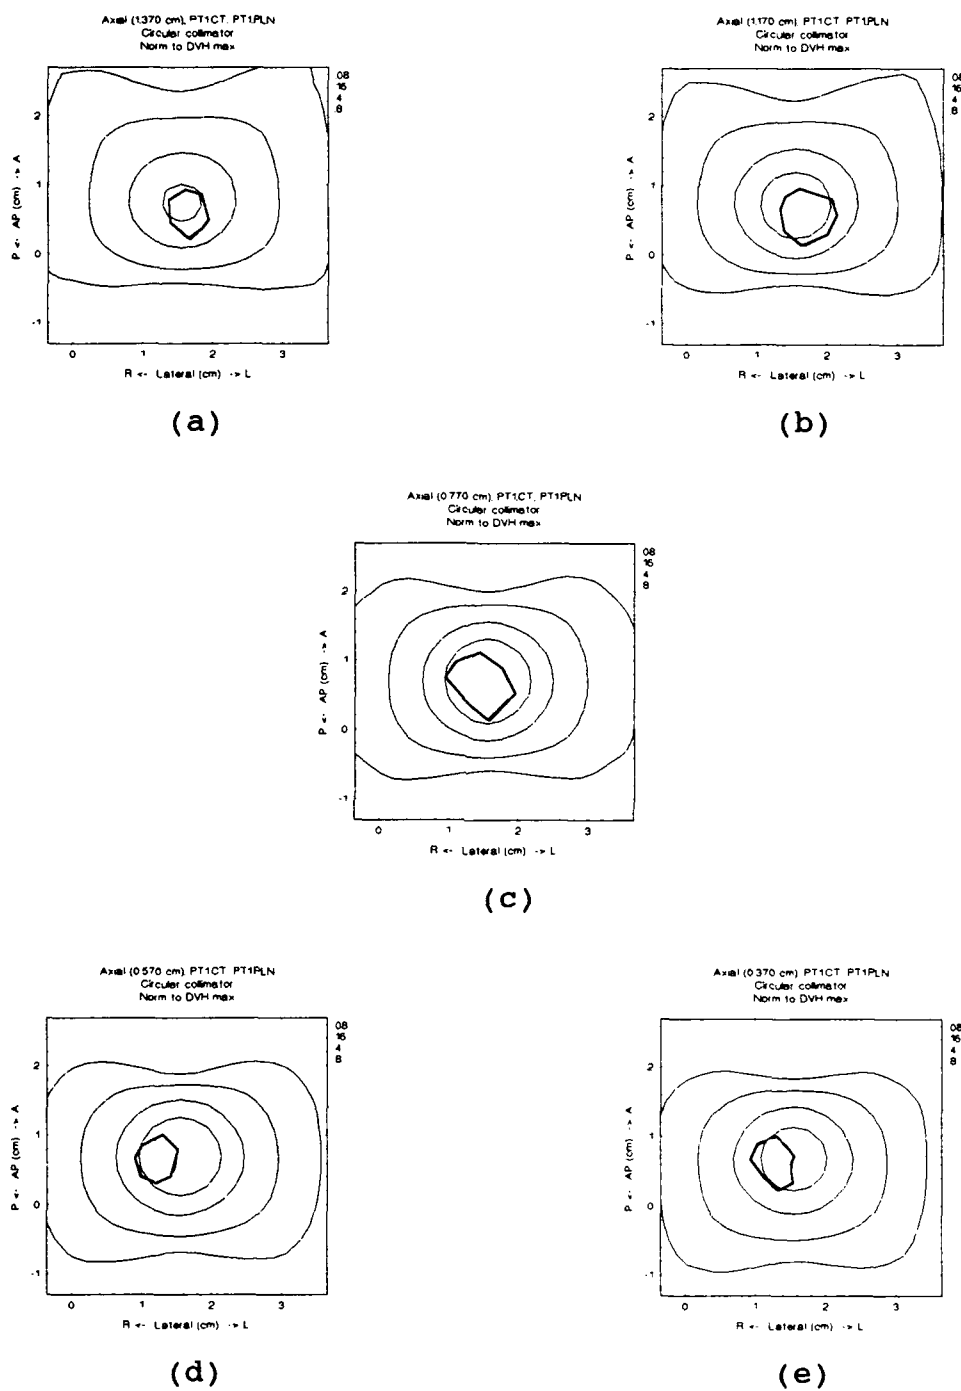 Axial (1.370 cm), PT1CT, PT1PLN
Circular collimator
Norm to DVH max
08
16
4
8
2
1
0
-1
P <- AP (cm) -> A
0 1 2 3
R <- Lateral (cm) -> L
(a)
Axial (1.170 cm), PT1CT, PT1PLN
Circular collimator
Norm to DVH max
08
16
4
8
2
1
0
-1
P <- AP (cm) -> A
0 1 2 3
R <- Lateral (cm) -> L
(b)
Axial (0.770 cm), PT1CT, PT1PLN
Circular collimator
Norm to DVH max
08
16
4
8
2
1
0
-1
P <- AP (cm) -> A
0 1 2 3
R <- Lateral (cm) -> L
(c)
Axial (0.570 cm), PT1CT, PT1PLN
Circular collimator
Norm to DVH max
08
16
4
8
2
1
0
-1
P <- AP (cm) -> A
0 1 2 3
R <- Lateral (cm) -> L
(d)
Axial (0.370 cm), PT1CT, PT1PLN
Circular collimator
Norm to DVH max
08
16
4
8
2
1
0
-1
P <- AP (cm) -> A
0 1 2 3
R <- Lateral (cm) -> L
(e)